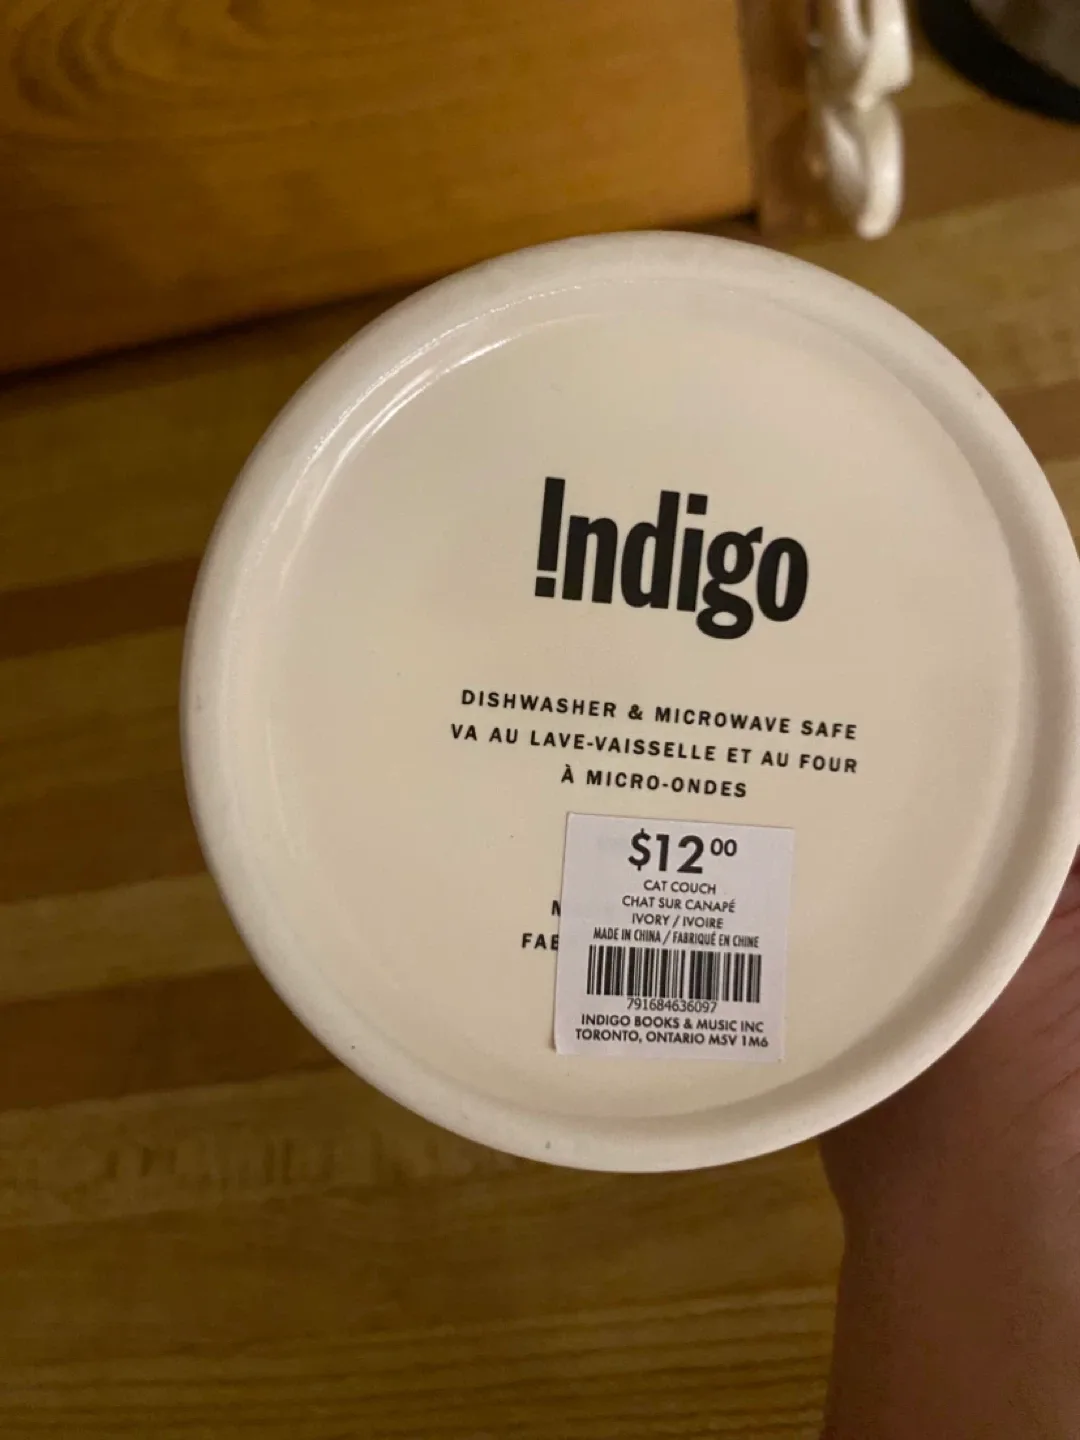 Indigo
DISHWASHER & MICROWAVE SAFE
VA AU LAVE-VAISSELLE ET AU FOUR
À MICRO-ONDES
$12.00
CAT COUCH
CHAT SUR CANAPÉ
IVORY / IVOIRE
MADE IN CHINA / FABRIQUÉ EN CHINE
791684636097
INDIGO BOOKS & MUSIC INC
TORONTO, ONTARIO M5V 1M6